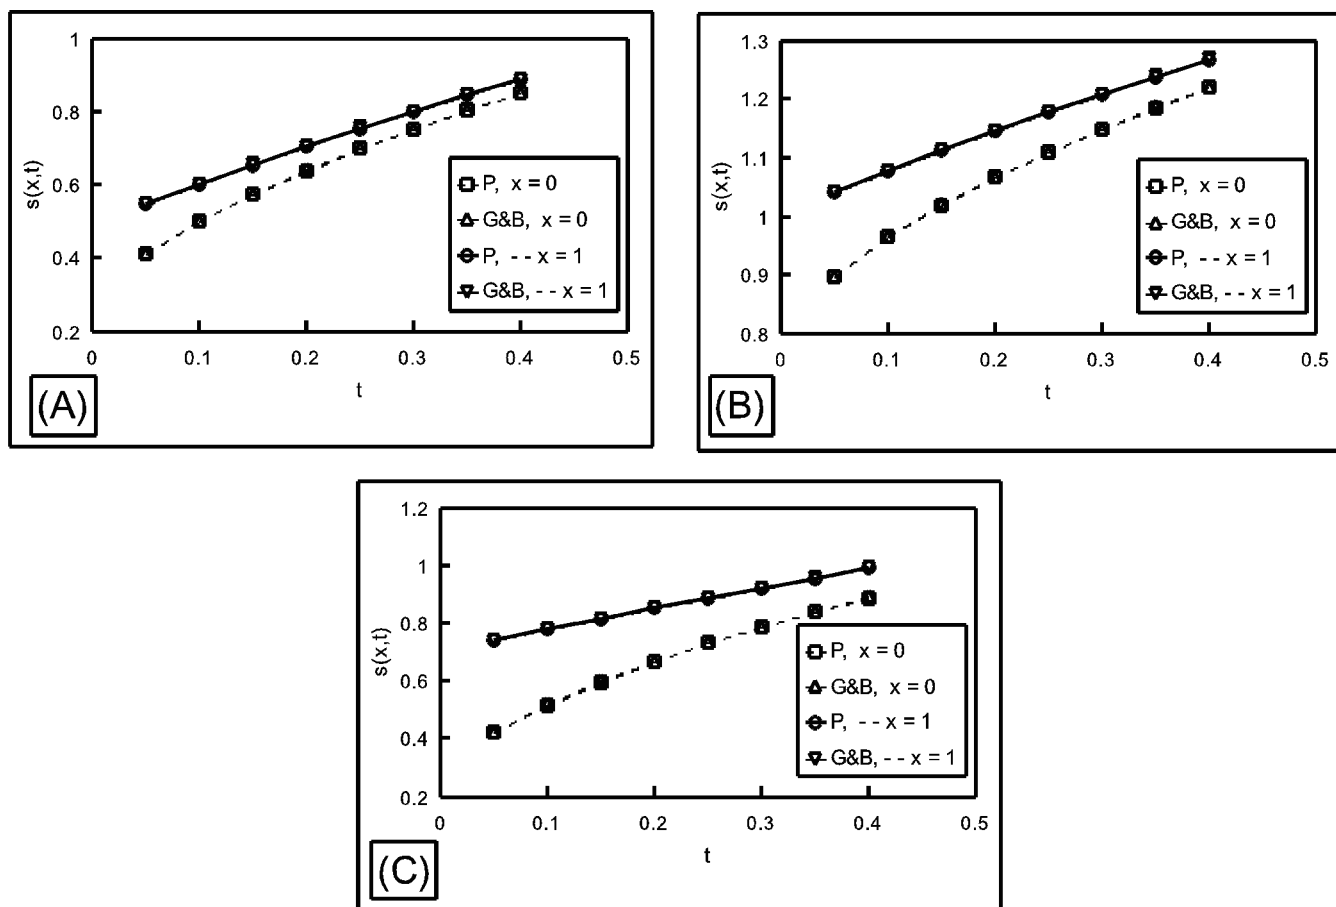 1
0.8
0.6
0.4
0.2
s(x,t)
P, x = 0
G&B, x = 0
P, - - x = 1
G&B, - - x = 1
0 0.1 0.2 0.3 0.4 0.5
t
(A)
1.3
1.2
1.1
1
0.9
0.8
s(x,t)
P, x = 0
G&B, x = 0
P, - - x = 1
G&B, - - x = 1
0 0.1 0.2 0.3 0.4 0.5
t
(B)
1.2
1
0.8
0.6
0.4
0.2
s(x,t)
P, x = 0
G&B, x = 0
P, - - x = 1
G&B, - - x = 1
0 0.1 0.2 0.3 0.4 0.5
t
(C)